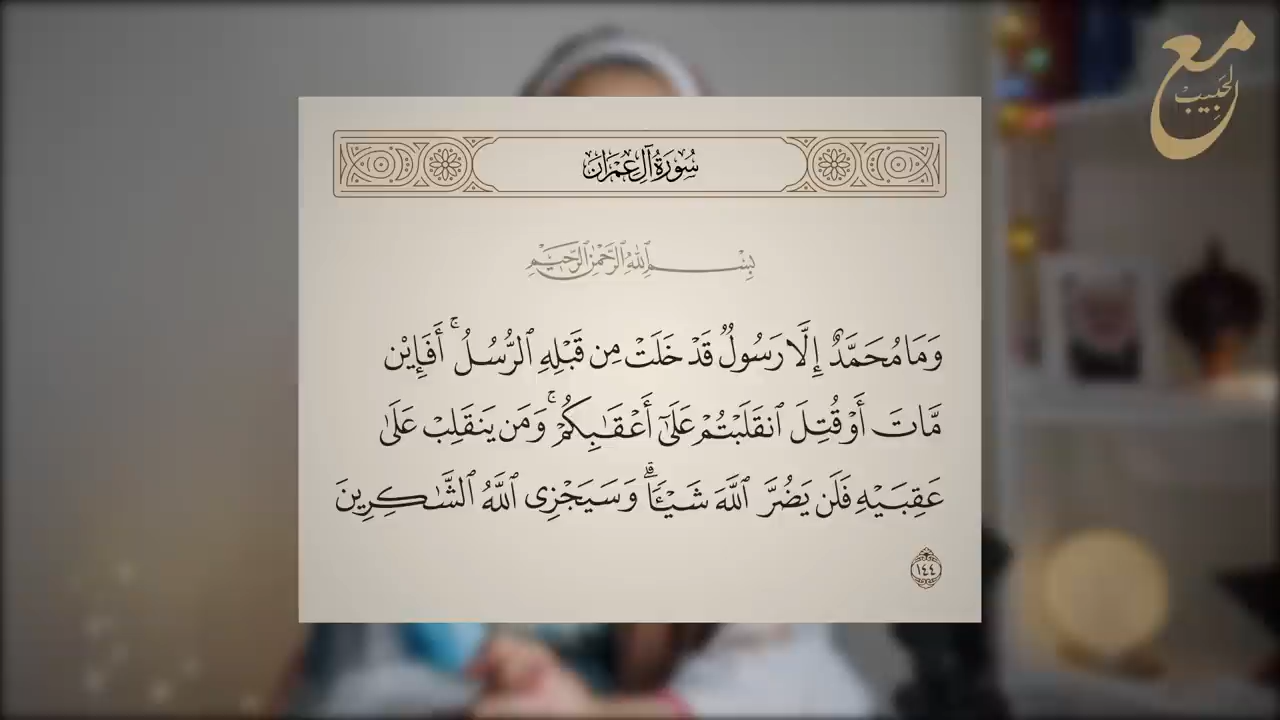 مع
الحبيب
سُورَةُ آلِ عِمْرَانَ
بِسْمِ ٱللَّهِ ٱلرَّحْمَٰنِ ٱلرَّحِيمِ
وَمَا مُحَمَّدٌ إِلَّا رَسُولٌ قَدْ خَلَتْ مِن قَبْلِهِ ٱلرُّسُلُ ۚ أَفَإِيْن
مَّاتَ أَوْ قُتِلَ ٱنقَلَبْتُمْ عَلَىٰٓ أَعْقَـٰبِكُمْ ۚ وَمَن يَنقَلِبْ عَلَىٰ
عَقِبَيْهِ فَلَن يَضُرَّ ٱللَّهَ شَيْـًٔا ۗ وَسَيَجْزِى ٱللَّهُ ٱلشَّـٰكِرِينَ
١٤٤